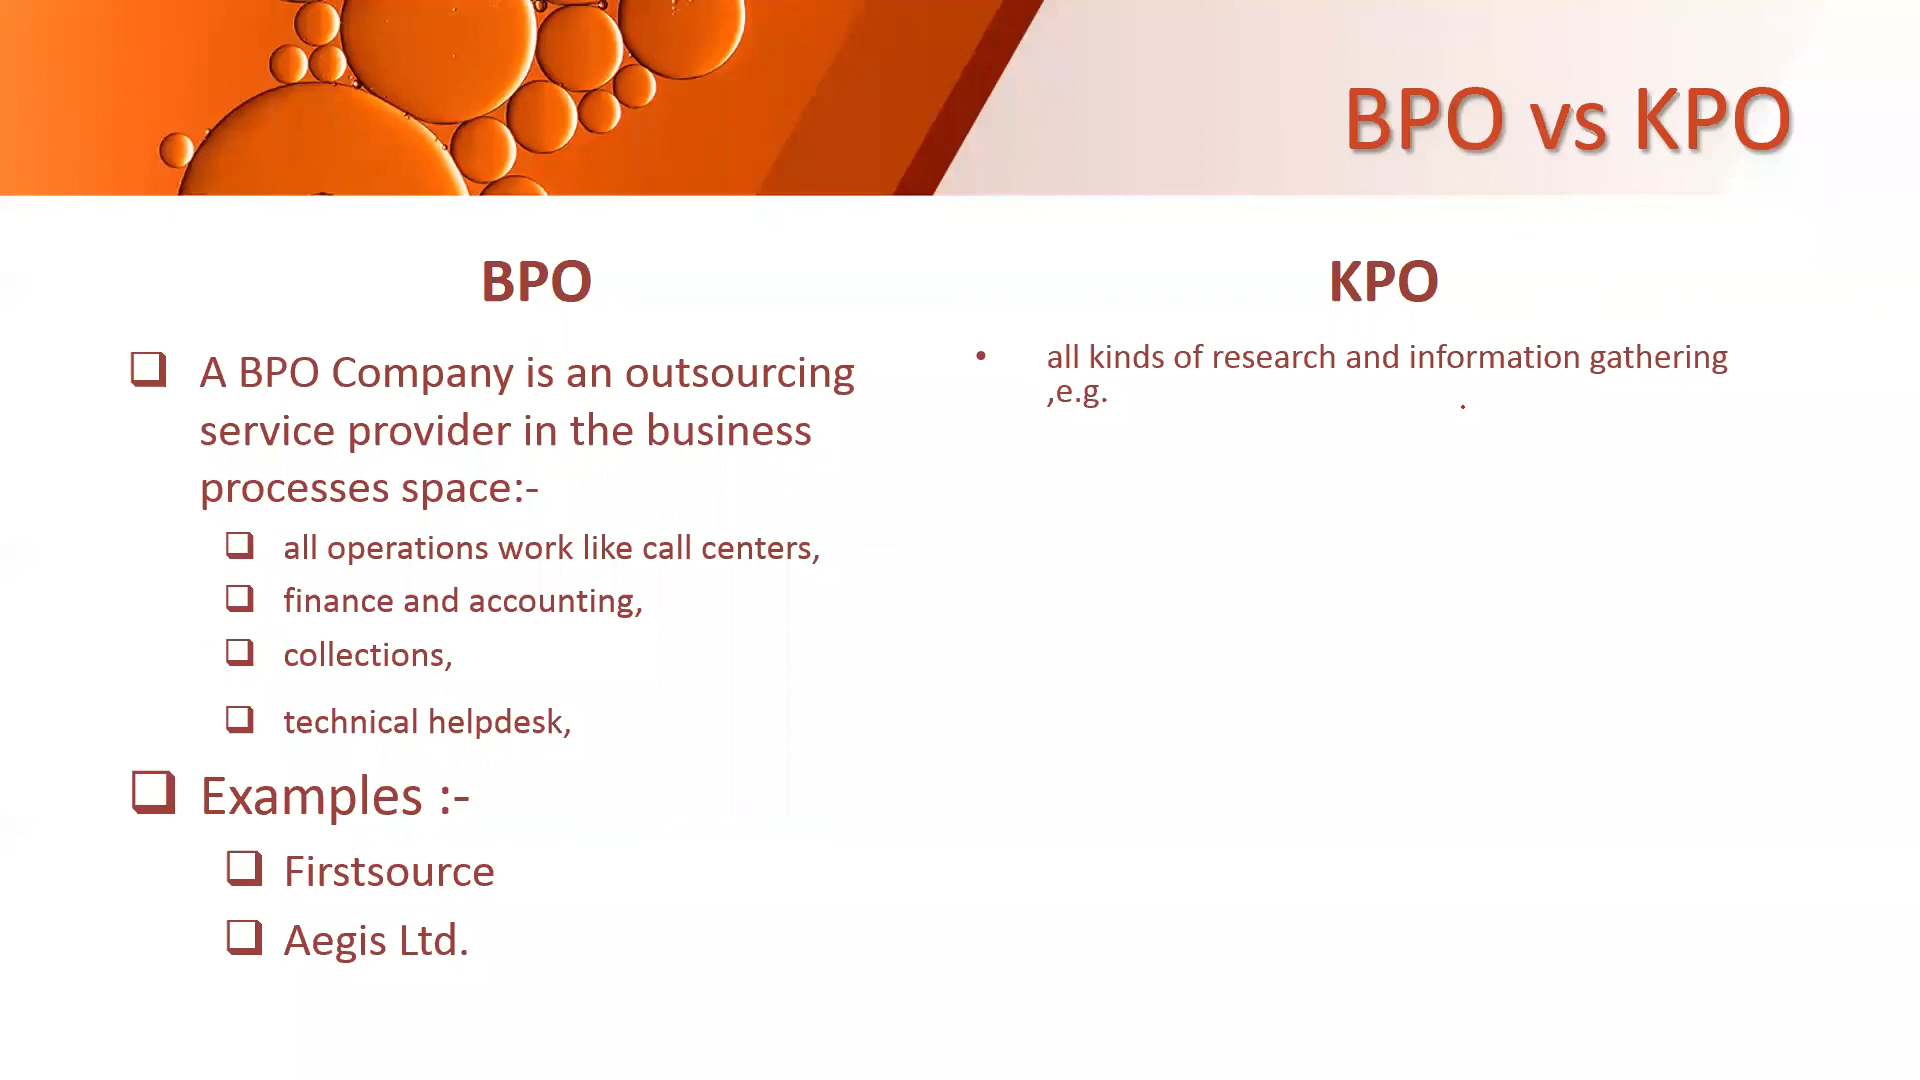 BPO vs KPO
BPO
A BPO Company is an outsourcing
service provider in the business
processes space:-
all operations work like call centers,
finance and accounting,
collections,
technical helpdesk,
Examples :-
Firstsource
Aegis Ltd.
KPO
• all kinds of research and information gathering
,e.g.